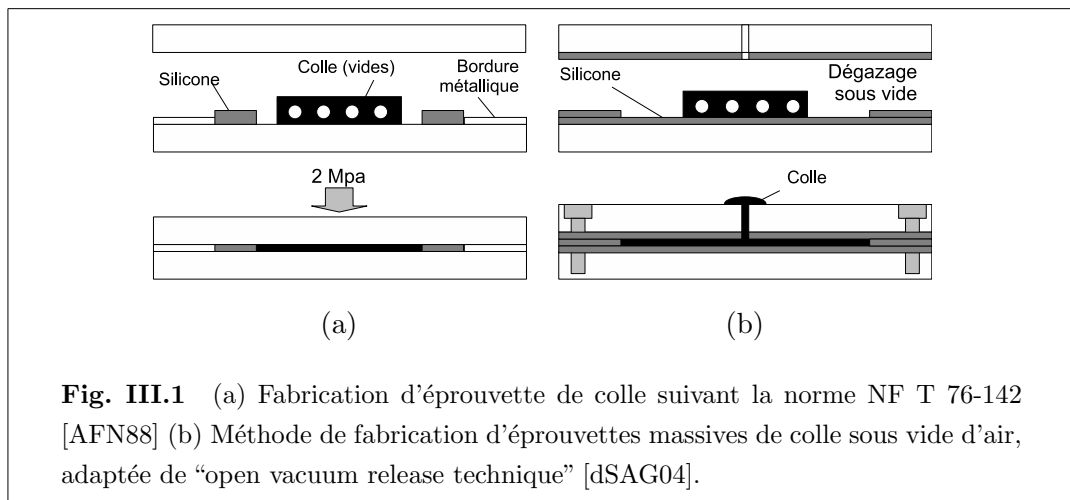 Silicone
Colle (vides)
Bordure
métallique
2 Mpa
(a)
Silicone
Dégazage
sous vide
Colle
(b)
Fig. III.1 (a) Fabrication d'éprouvette de colle suivant la norme NF T 76-142
[AFN88] (b) Méthode de fabrication d'éprouvettes massives de colle sous vide d'air,
adaptée de “open vacuum release technique” [dSAG04].